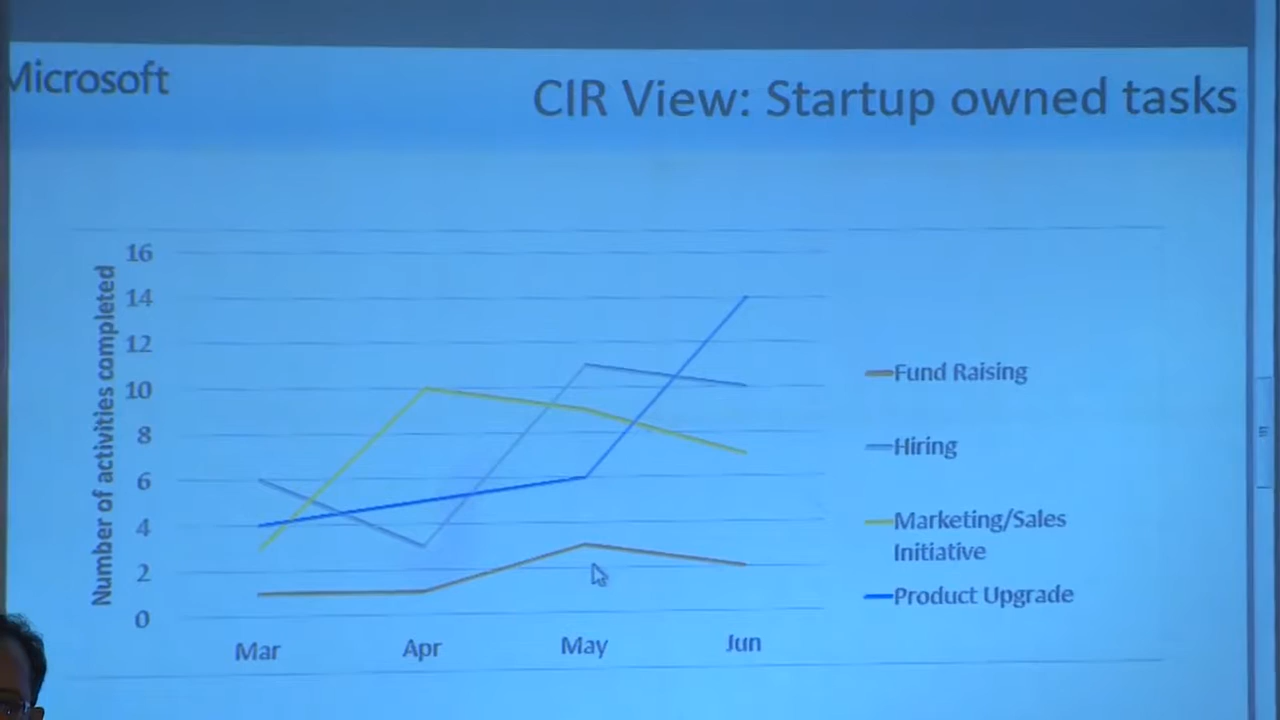 Microsoft
CIR View: Startup owned tasks
Number of activities completed
16
14
12
10
8
6
4
2
0
Mar
Apr
May
Jun
Fund Raising
Hiring
Marketing/Sales
Initiative
Product Upgrade